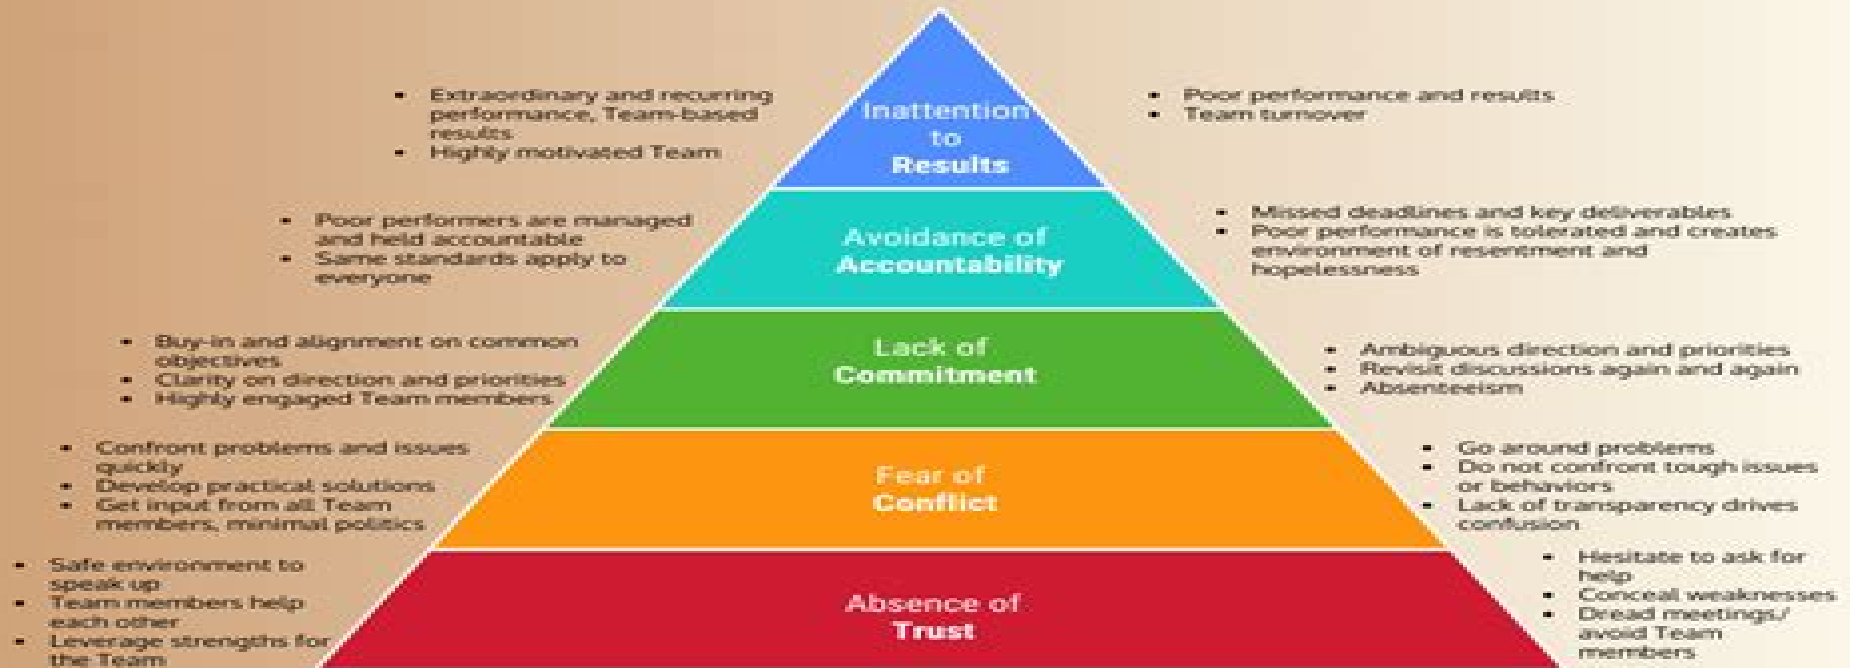 • Extraordinary and recurring
performance, Team-based
results
• Highly motivated Team
Inattention
to
Results
• Poor performance and results
• Team turnover
• Poor performers are managed
and held accountable
• Same standards apply to
everyone
Avoidance of
Accountability
• Missed deadlines and key deliverables
• Poor performance is tolerated and creates
environment of resentment and
hopelessness
• Buy-in and alignment on common
objectives
• Clarity on direction and priorities
• Highly engaged Team members
Lack of
Commitment
• Ambiguous direction and priorities
• Revisit discussions again and again
• Absenteeism
• Confront problems and issues
quickly
• Develop practical solutions
• Get input from all Team
members, minimal politics
Fear of
Conflict
• Go around problems
• Do not confront tough issues
or behaviors
• Lack of transparency drives
confusion
• Safe environment to
speak up
• Team members help
each other
• Leverage strengths for
the Team
Absence of
Trust
• Hesitate to ask for
help
• Conceal weaknesses
• Dread meetings/
avoid Team
members